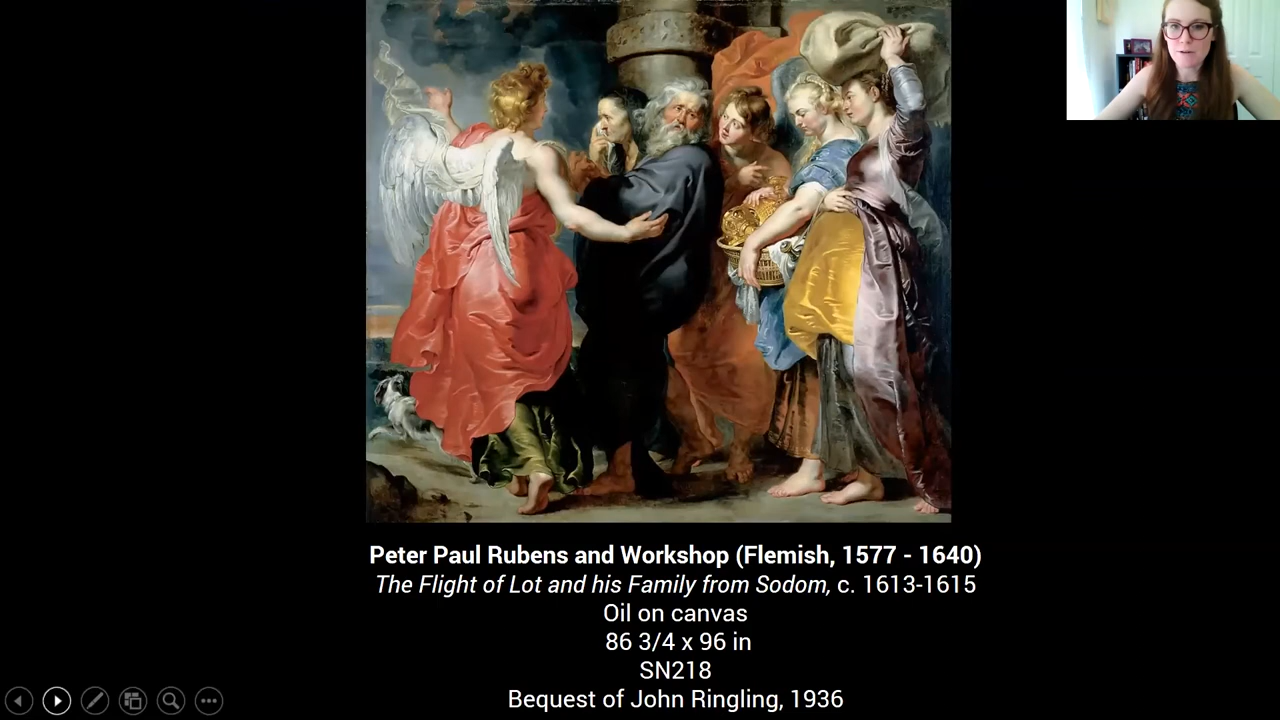 Peter Paul Rubens and Workshop (Flemish, 1577 - 1640)
The Flight of Lot and his Family from Sodom, c. 1613-1615
Oil on canvas
86 3/4 x 96 in
SN218
Bequest of John Ringling, 1936